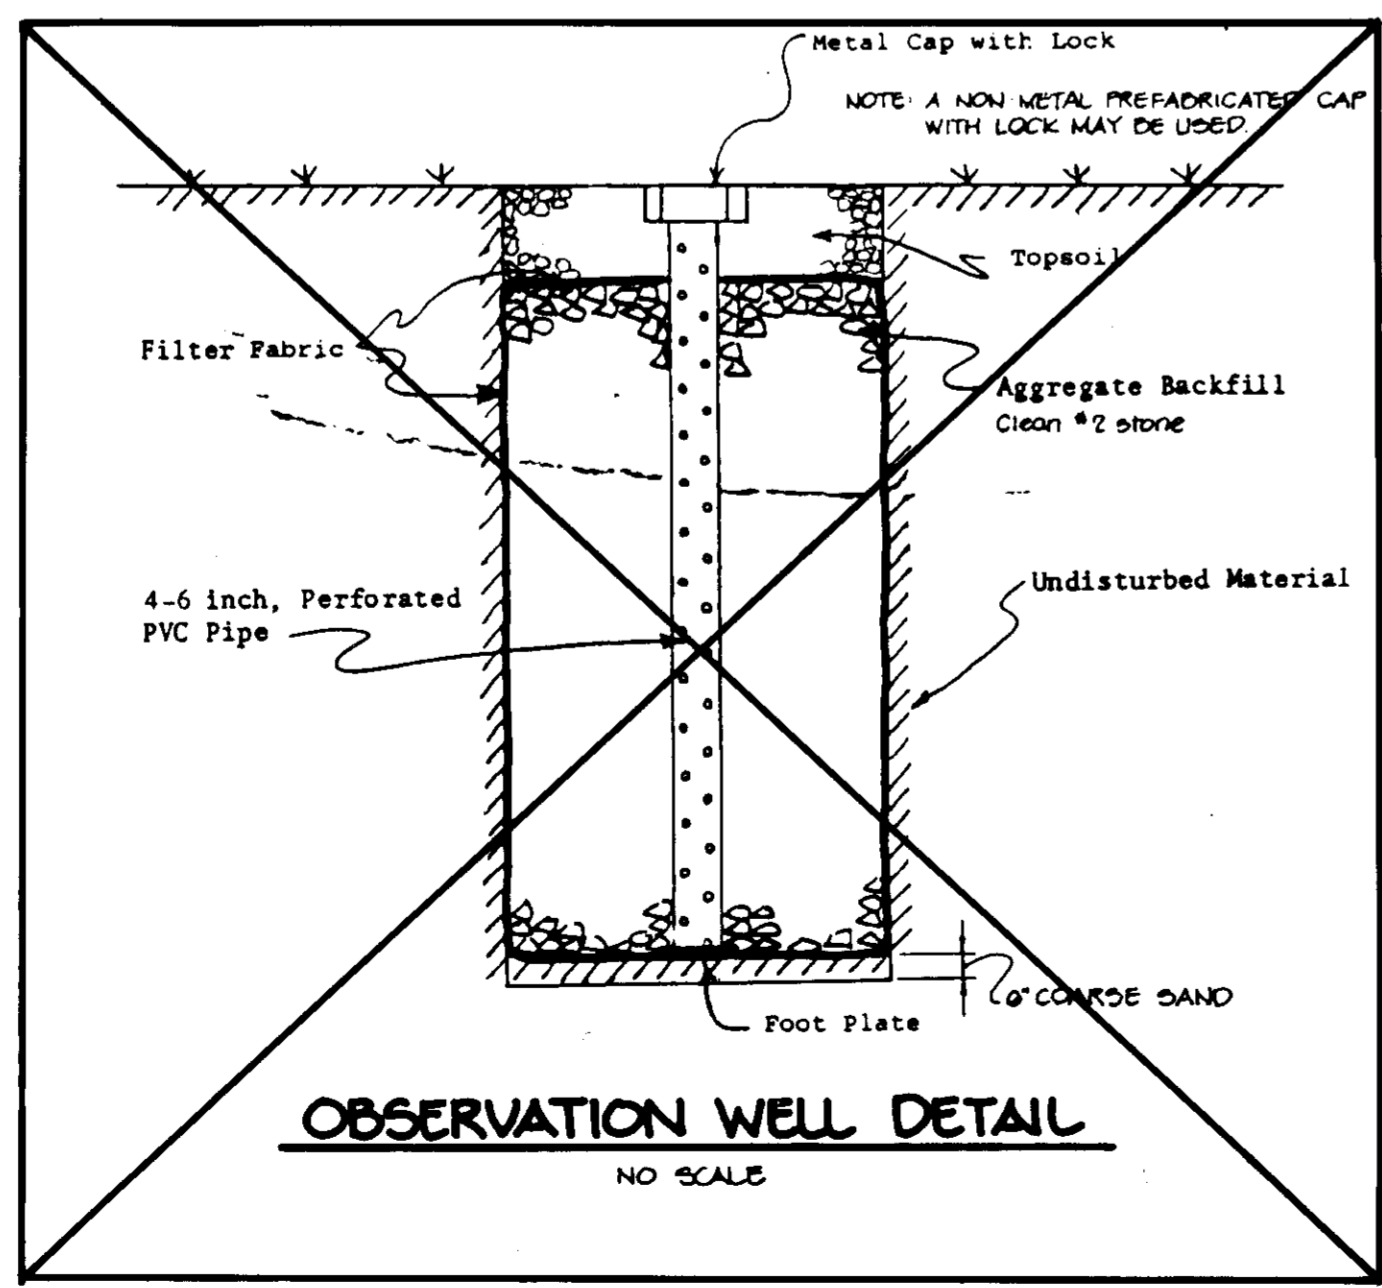 Metal Cap with Lock
NOTE: A NON METAL PREFABRICATED CAP
WITH LOCK MAY BE USED.
Topsoil
Filter Fabric
Aggregate Backfill
Clean #2 stone
Undisturbed Material
4-6 inch, Perforated
PVC Pipe
6" COARSE SAND
Foot Plate
OBSERVATION WELL DETAIL
NO SCALE